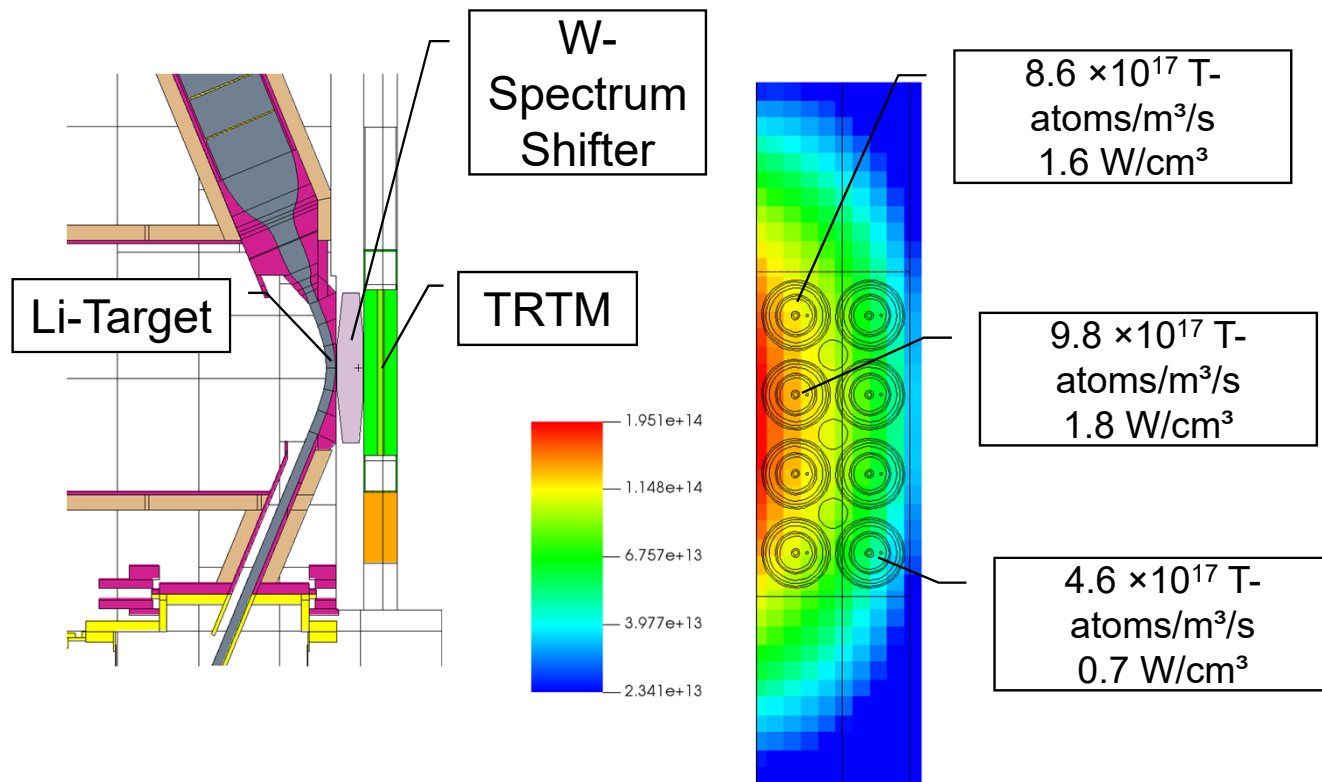 W-
Spectrum
Shifter
Li-Target
TRTM
1.951e+14
1.148e+14
6.757e+13
3.977e+13
2.341e+13
8.6 ×10¹⁷ T-
atoms/m³/s
1.6 W/cm³
9.8 ×10¹⁷ T-
atoms/m³/s
1.8 W/cm³
4.6 ×10¹⁷ T-
atoms/m³/s
0.7 W/cm³